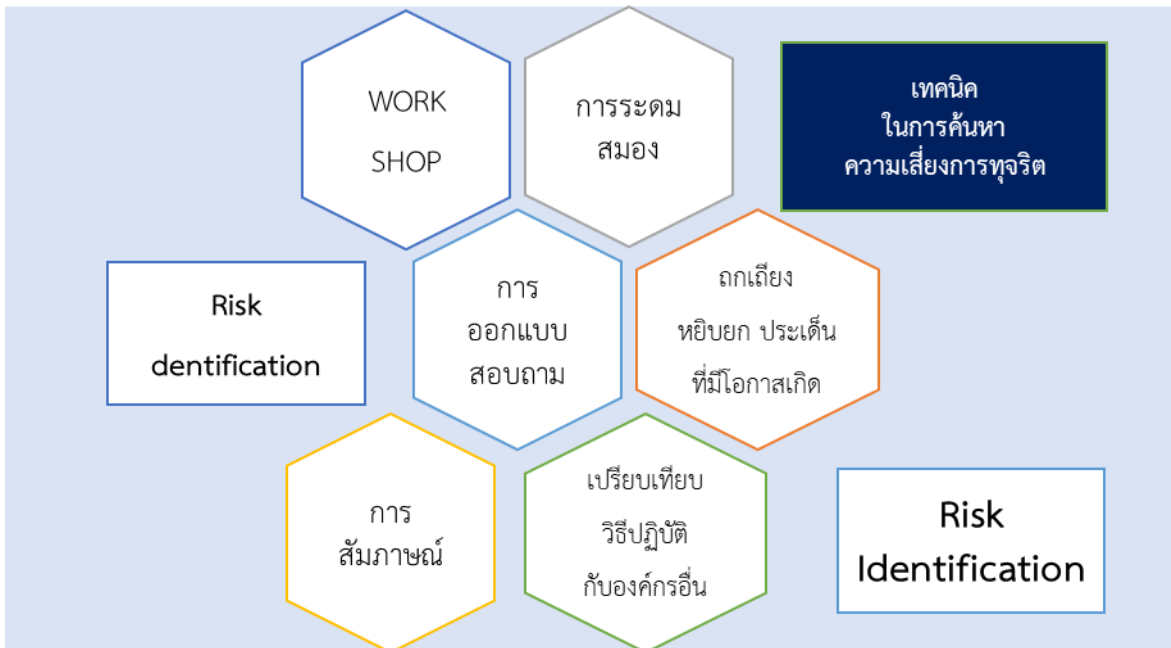 WORK
SHOP
การระดม
สมอง
เทคนิค
ในการค้นหา
ความเสี่ยงการทุจริต
Risk
dentification
การ
ออกแบบ
สอบถาม
ถกเถียง
หยิบยก ประเด็น
ที่มีโอกาสเกิด
การ
สัมภาษณ์
เปรียบเทียบ
วิธีปฏิบัติ
กับองค์กรอื่น
Risk
Identification